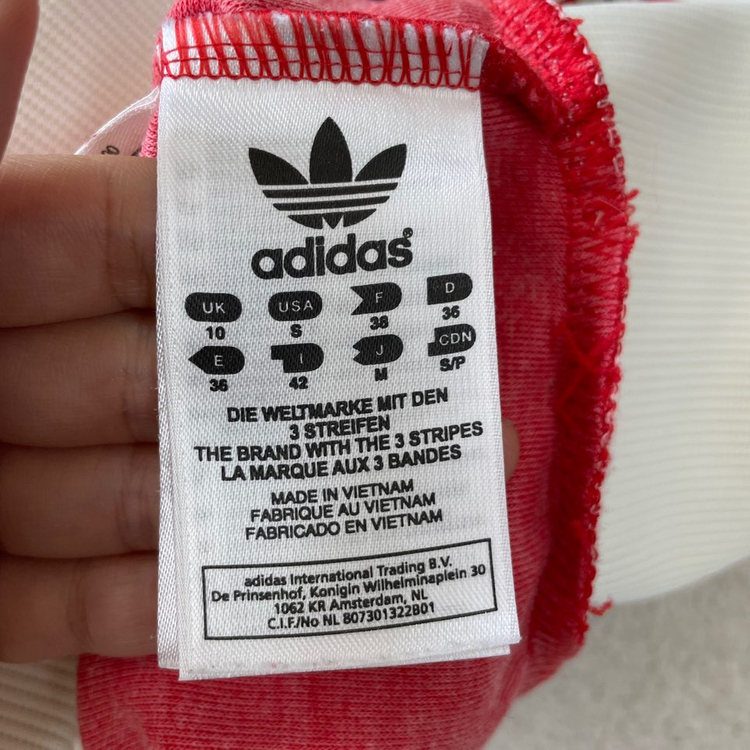 adidas®
UK USA F D
10 S 38 36
E I J CDN
36 42 M S/P
DIE WELTMARKE MIT DEN
3 STREIFEN
THE BRAND WITH THE 3 STRIPES
LA MARQUE AUX 3 BANDES
MADE IN VIETNAM
FABRIQUE AU VIETNAM
FABRICADO EN VIETNAM
adidas International Trading B.V.
De Prinsenhof, Konigin Wilhelminaplein 30
1062 KR Amsterdam, NL
C.I.F./No NL 807301322B01